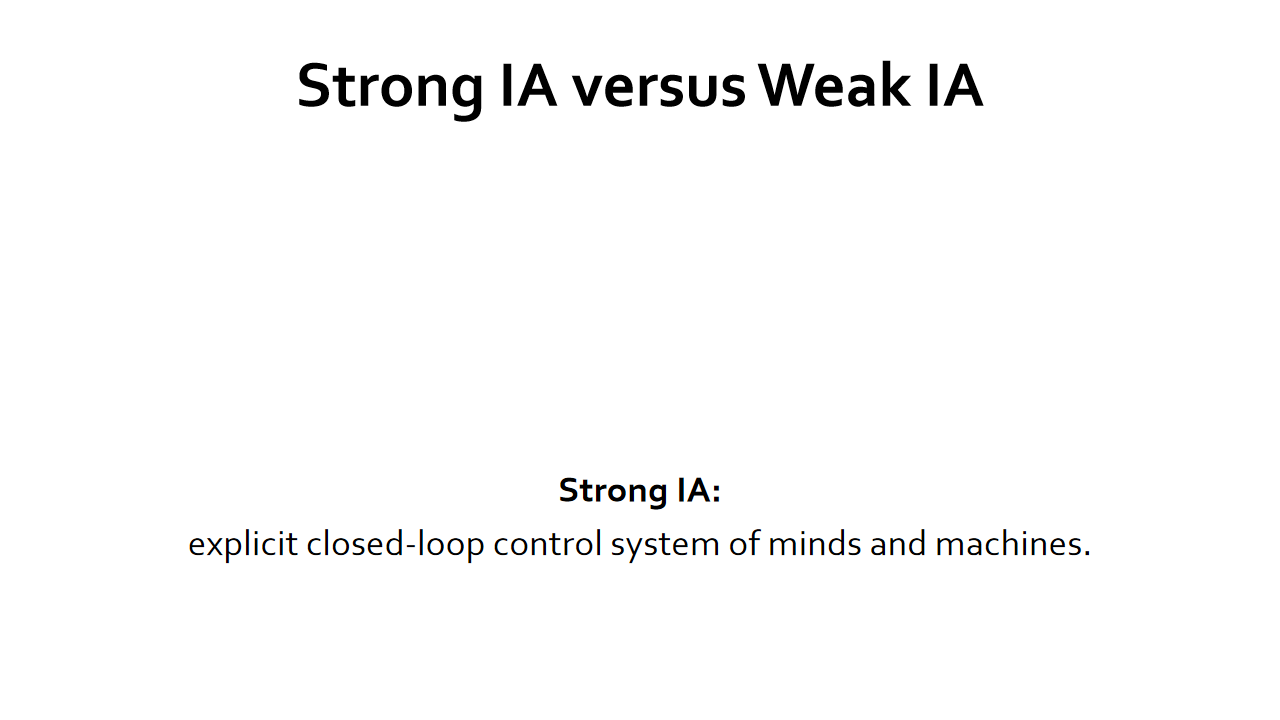 Strong IA versus Weak IA
Strong IA:
explicit closed-loop control system of minds and machines.